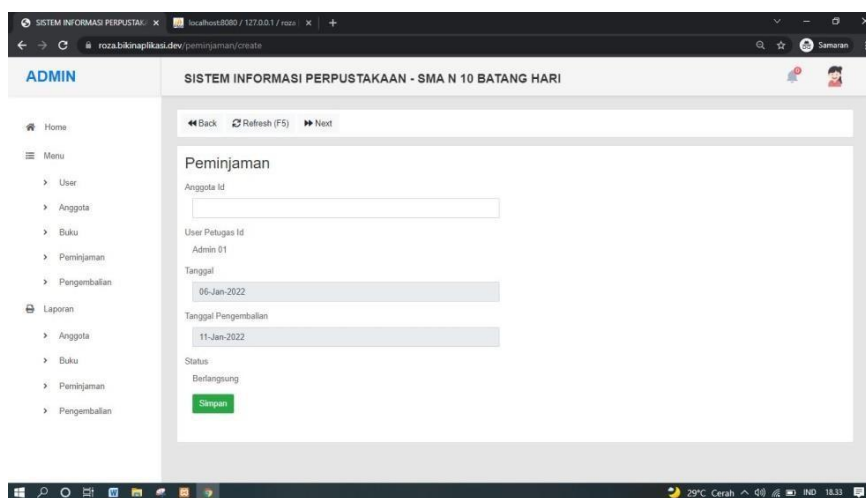 SISTEM INFORMASI PERPUSTAK
localhost:8080 / 127.0.0.1 / roza
roza.bikinaplikasi.dev/peminjaman/create
Samaran
ADMIN
SISTEM INFORMASI PERPUSTAKAAN - SMA N 10 BATANG HARI
Home
Menu
User
Anggota
Buku
Peminjaman
Pengembalian
Laporan
Anggota
Buku
Peminjaman
Pengembalian
Back Refresh (F5) Next
Peminjaman
Anggota Id
User Petugas Id
Admin 01
Tanggal
06-Jan-2022
Tanggal Pengembalian
11-Jan-2022
Status
Berlangsung
Simpan
29°C Cerah IND 18.33